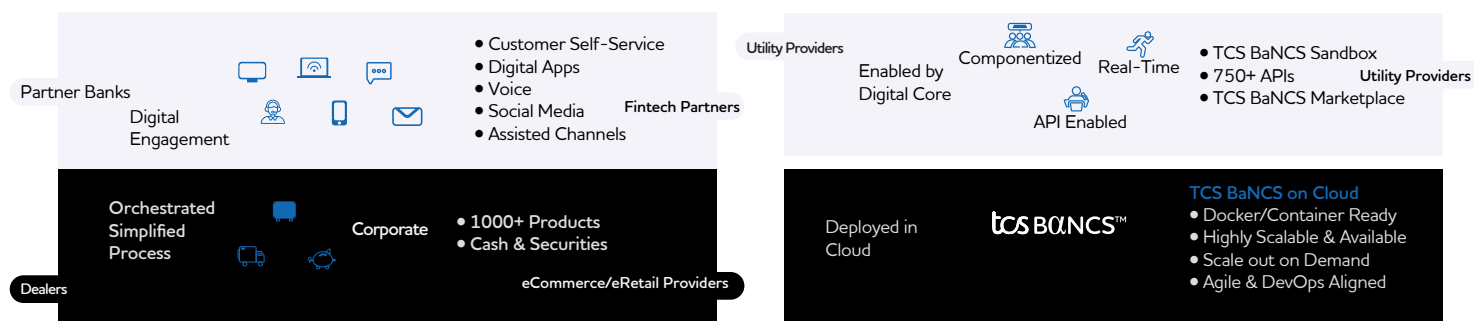 Partner Banks
Digital
Engagement
• Customer Self-Service
• Digital Apps
• Voice
• Social Media
• Assisted Channels
Fintech Partners
Utility Providers
Enabled by
Digital Core
Componentized
Real-Time
API Enabled
• TCS BaNCS Sandbox
• 750+ APIs
• TCS BaNCS Marketplace
Utility Providers
Orchestrated
Simplified
Process
Corporate
• 1000+ Products
• Cash & Securities
Dealers
eCommerce/eRetail Providers
Deployed in
Cloud
tcs BαNCS™
TCS BaNCS on Cloud
• Docker/Container Ready
• Highly Scalable & Available
• Scale out on Demand
• Agile & DevOps Aligned